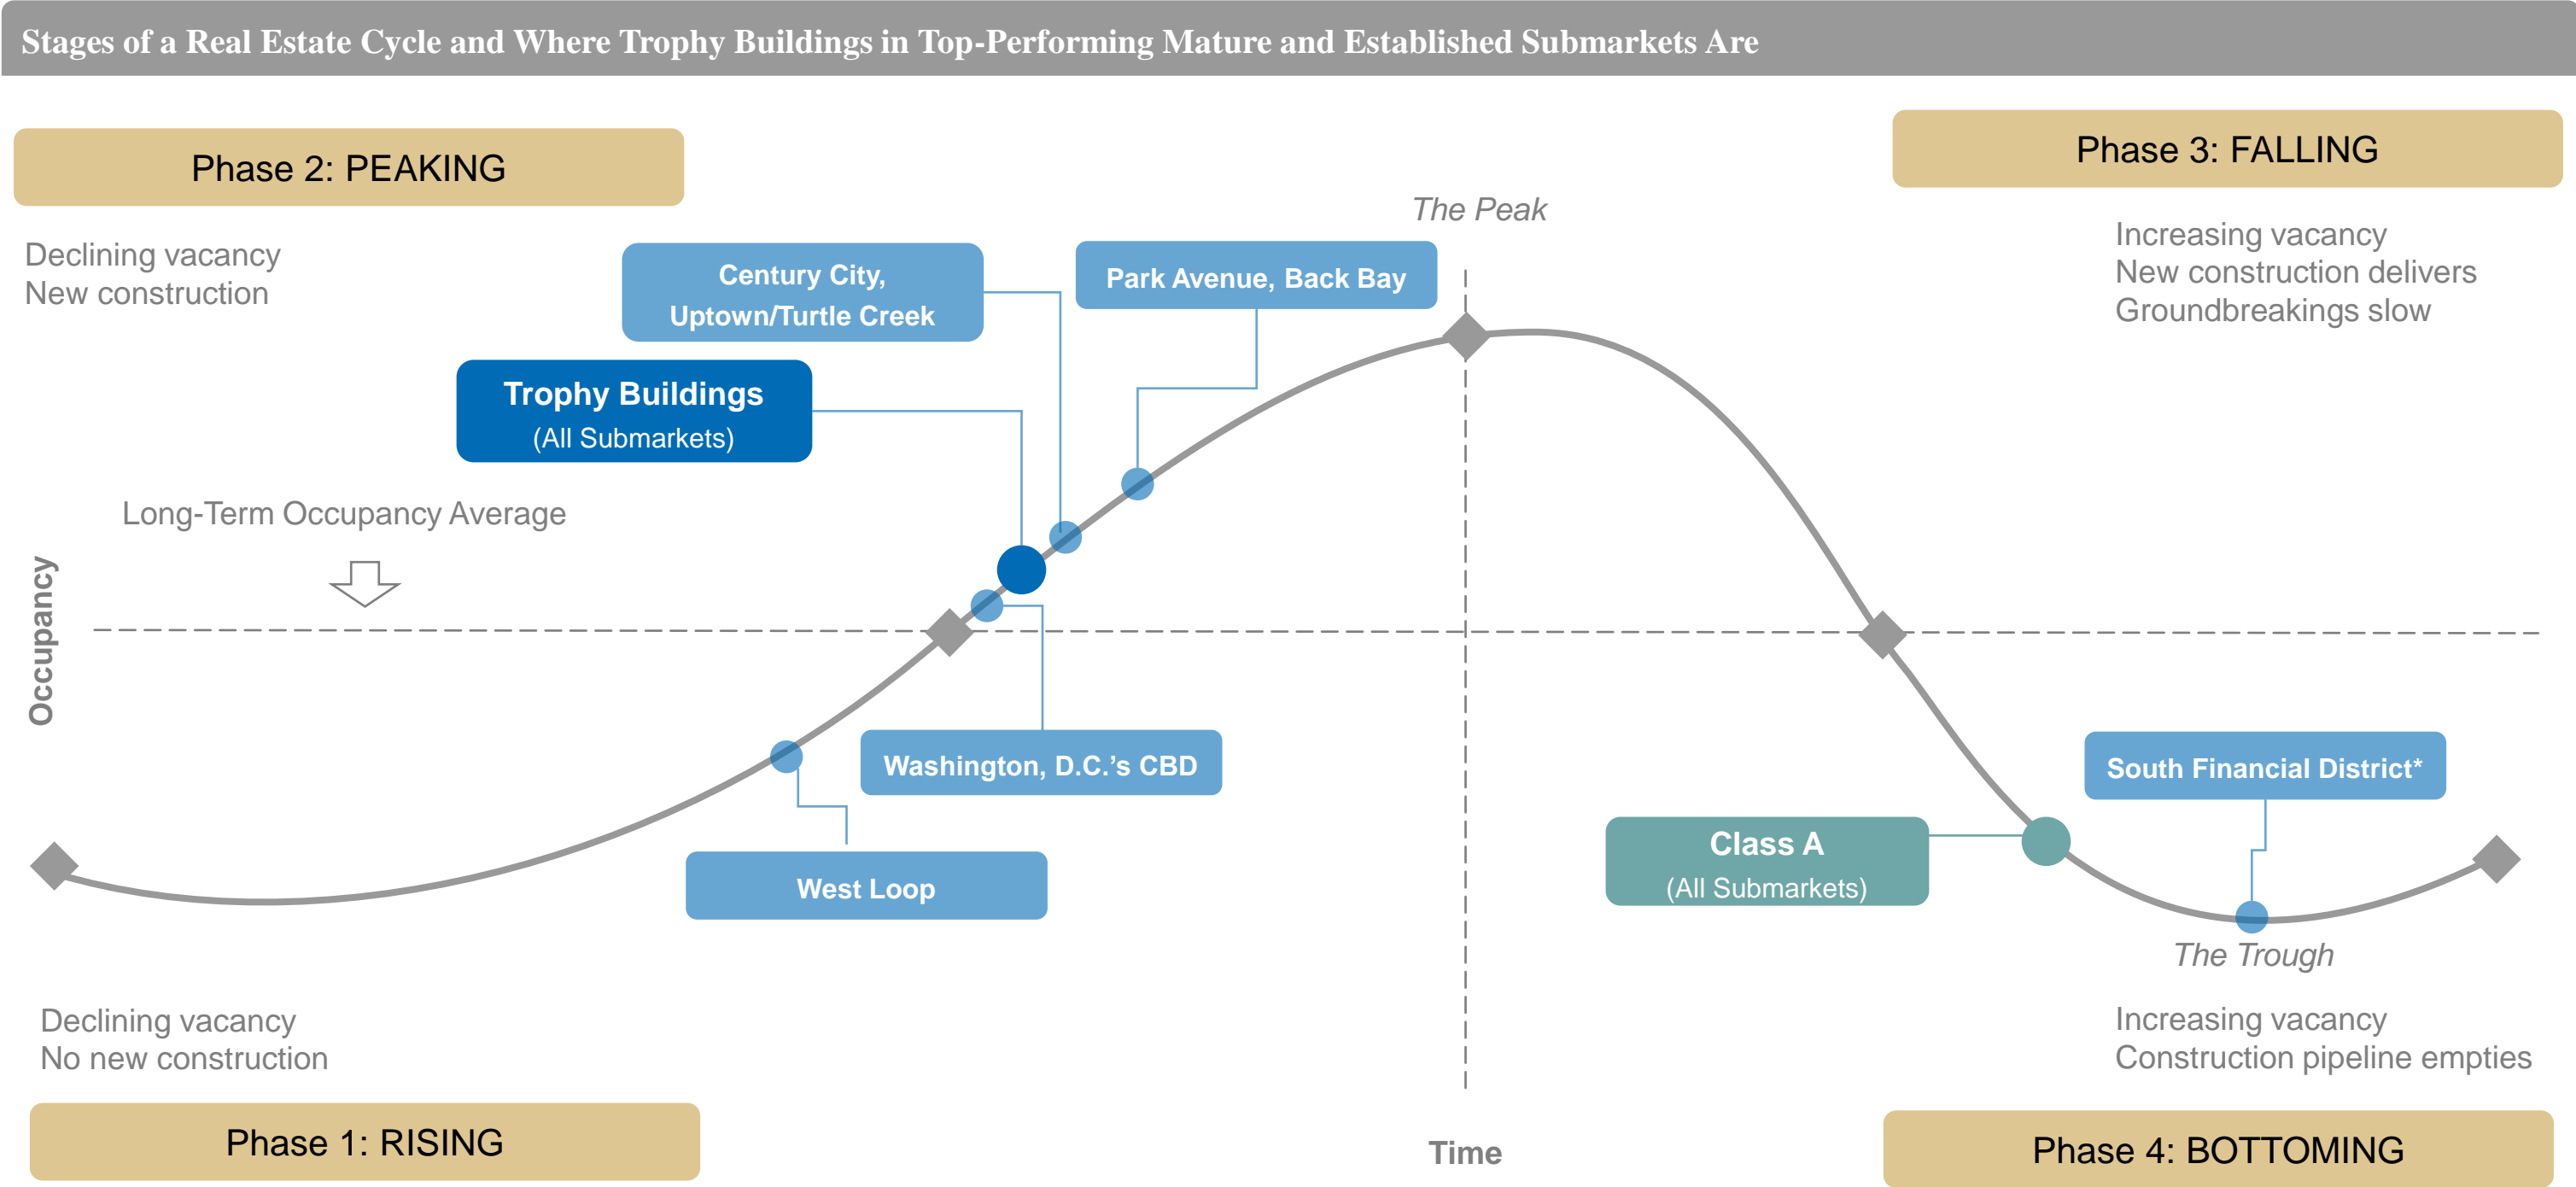 Stages of a Real Estate Cycle and Where Trophy Buildings in Top-Performing Mature and Established Submarkets Are
Phase 2: PEAKING
Declining vacancy
New construction
Phase 3: FALLING
Increasing vacancy
New construction delivers
Groundbreakings slow
The Peak
Century City,
Uptown/Turtle Creek
Park Avenue, Back Bay
Trophy Buildings
(All Submarkets)
Long-Term Occupancy Average
Occupancy
Washington, D.C.’s CBD
West Loop
South Financial District*
Class A
(All Submarkets)
The Trough
Declining vacancy
No new construction
Increasing vacancy
Construction pipeline empties
Phase 1: RISING
Time
Phase 4: BOTTOMING